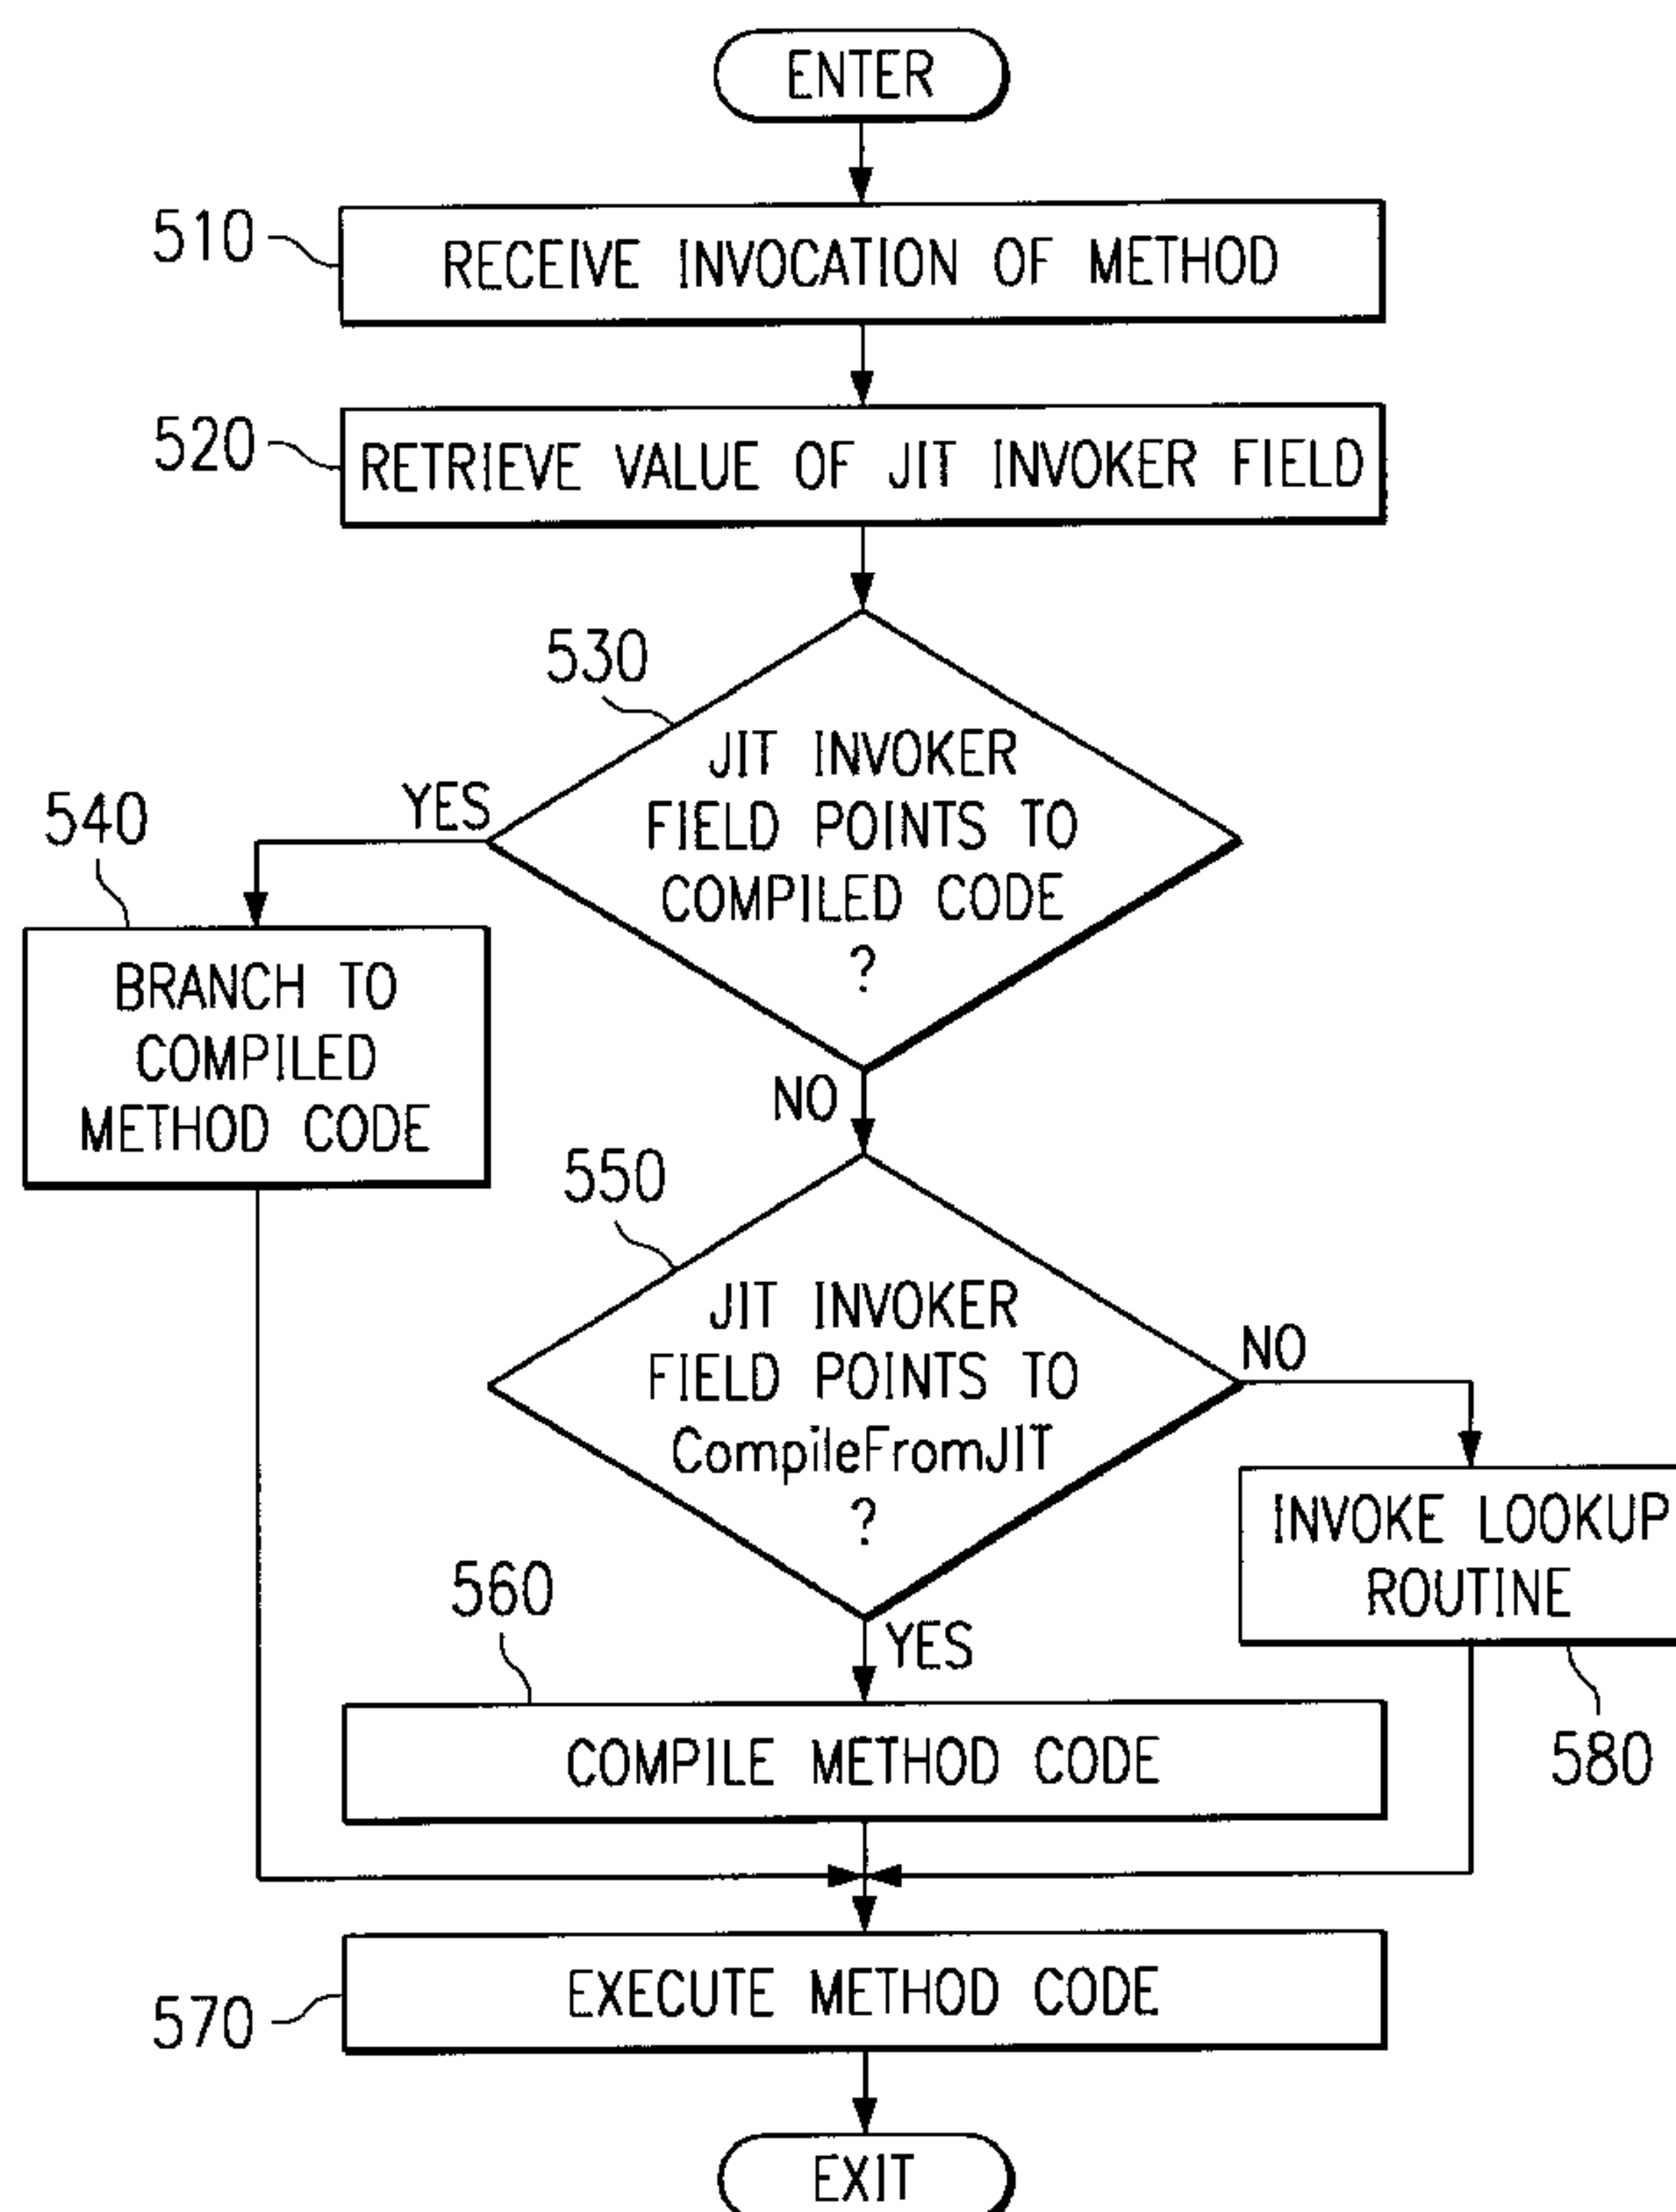 ENTER
510
RECEIVE INVOCATION OF METHOD
520
RETRIEVE VALUE OF JIT INVOKER FIELD
530
JIT INVOKER
FIELD POINTS TO
COMPILED CODE
?
YES
540
BRANCH TO
COMPILED
METHOD CODE
NO
550
JIT INVOKER
FIELD POINTS TO
CompileFromJIT
?
NO
INVOKE LOOKUP
ROUTINE
580
YES
560
COMPILE METHOD CODE
570
EXECUTE METHOD CODE
EXIT